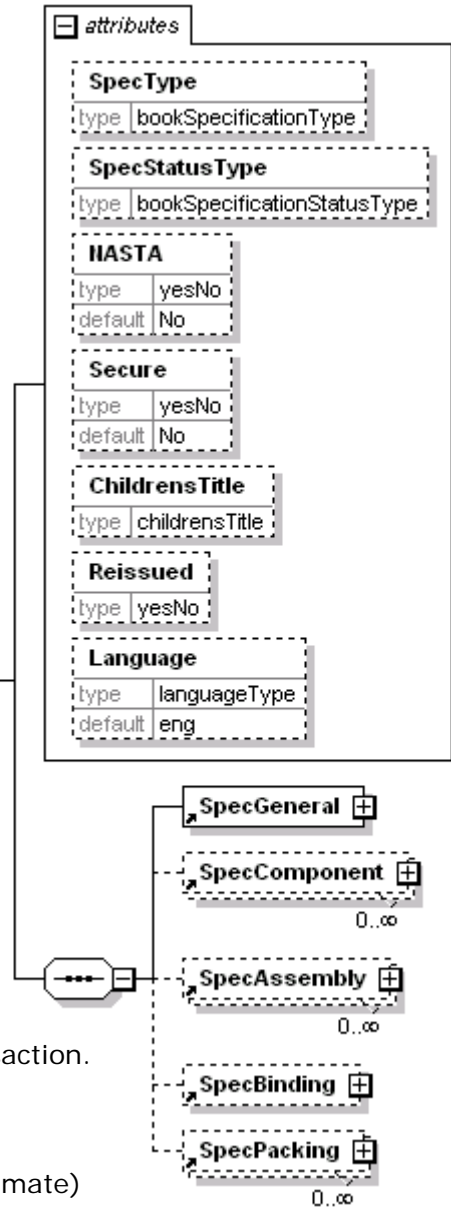 attributes
SpecType
type bookSpecificationType
SpecStatusType
type bookSpecificationStatusType
NASTA
type yesNo
default No
Secure
type yesNo
default No
ChildrensTitle
type childrensTitle
Reissued
type yesNo
Language
type languageType
default eng
SpecGeneral
SpecComponent
0..∞
SpecAssembly
0..∞
action.
SpecBinding
SpecPacking
mate)
0..∞